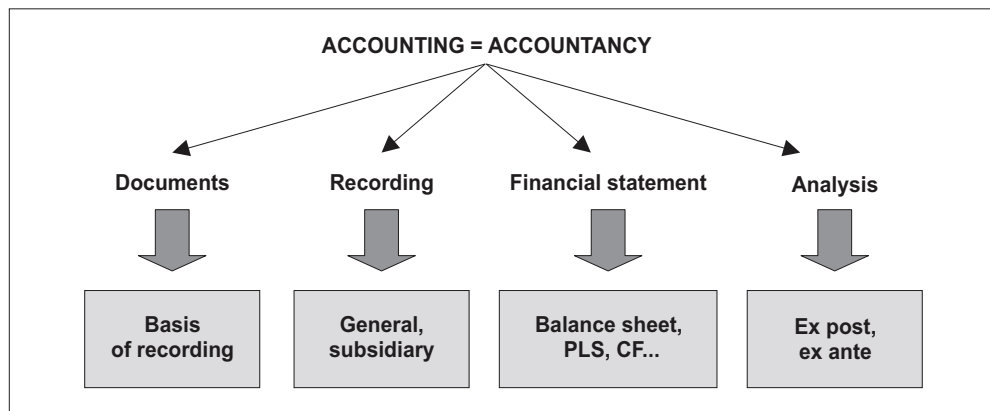 ACCOUNTING = ACCOUNTANCY
Documents
Recording
Financial statement
Analysis
Basis
of recording
General,
subsidiary
Balance sheet,
PLS, CF...
Ex post,
ex ante